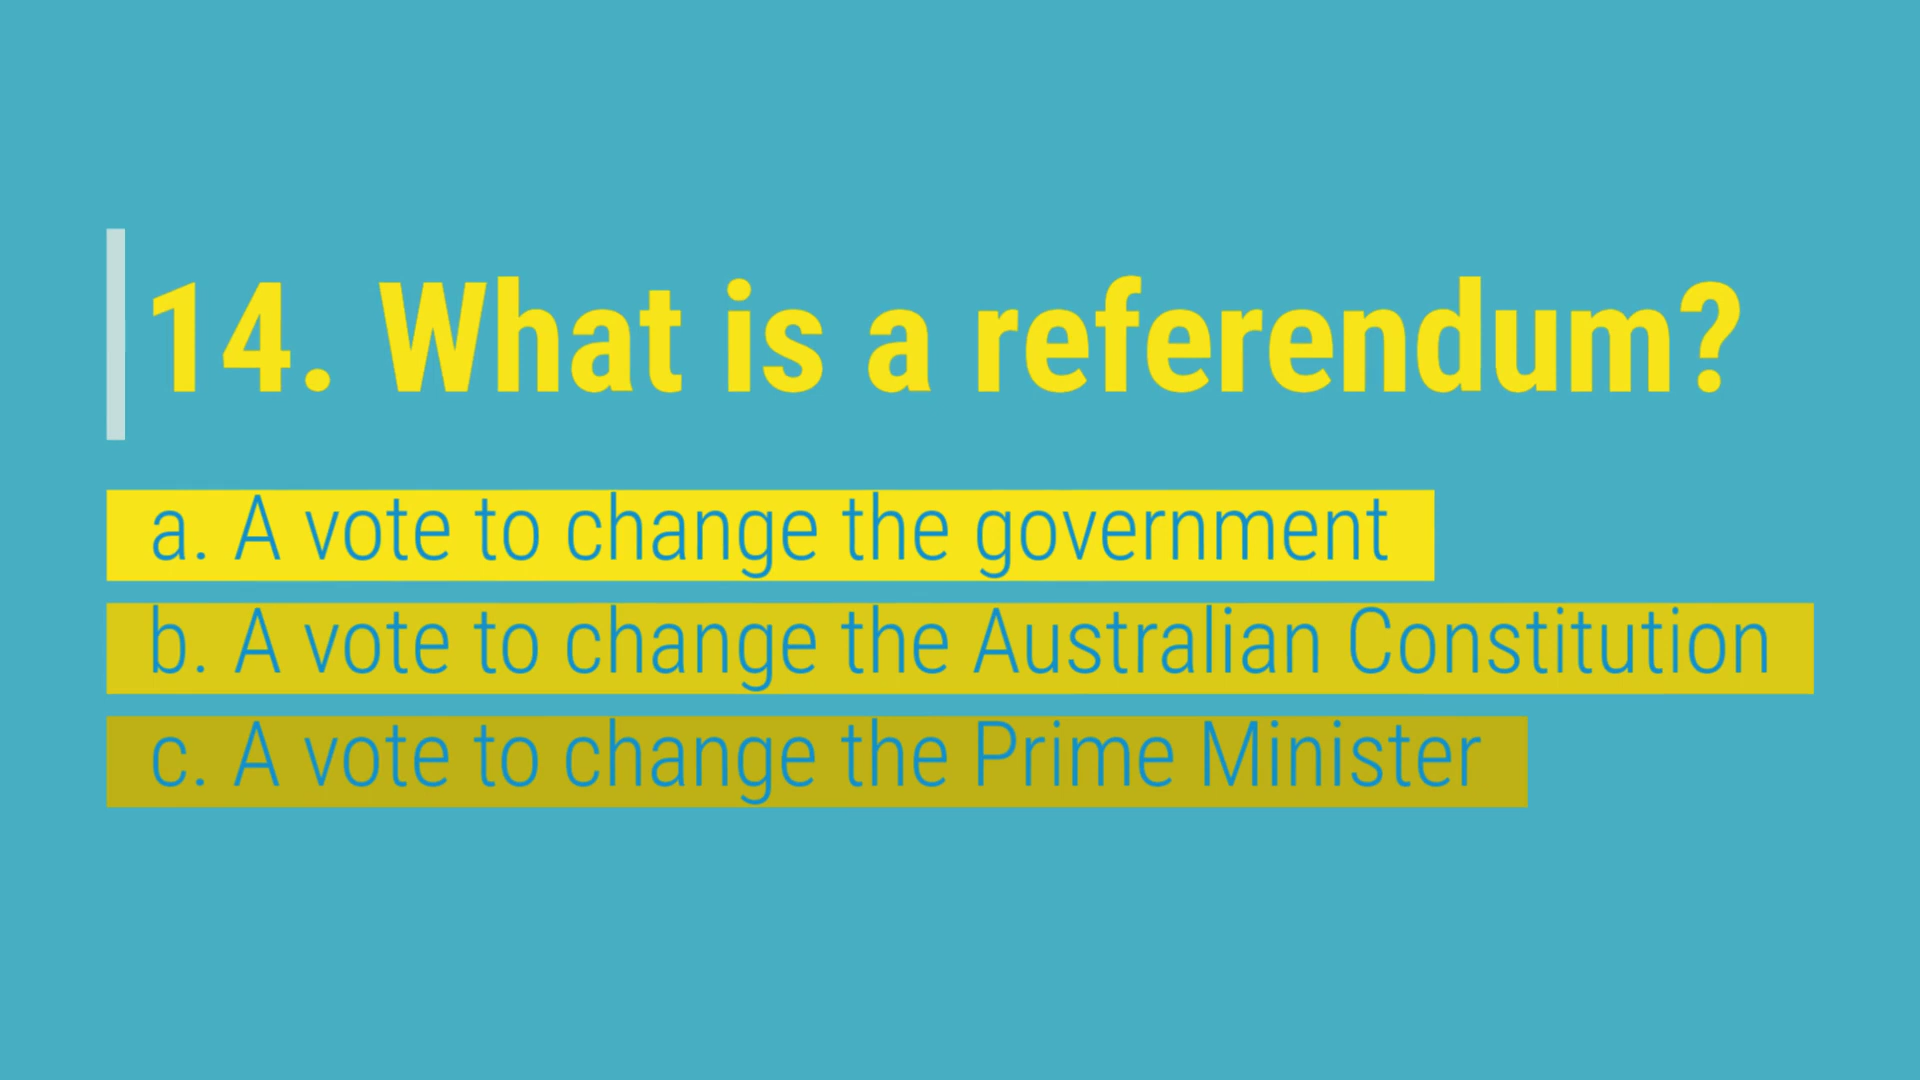 14. What is a referendum?
a. A vote to change the government
b. A vote to change the Australian Constitution
c. A vote to change the Prime Minister